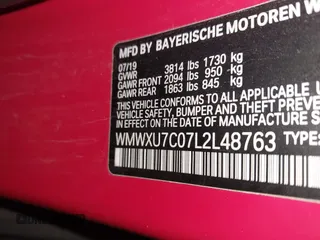 MFD BY BAYERISCHE MOTOREN W
07/19
GVWR 3814 lbs 1730 kg
GAWR FRONT 2094 lbs 950 kg
GAWR REAR 1863 lbs 845 kg
THIS VEHICLE CONFORMS TO ALL APPLICABLE
VEHICLE SAFETY, BUMPER AND THEFT
EFFECT ON THE DATE OF MANUFACTURE
WMWXU7C07L2L48763 TYPE: